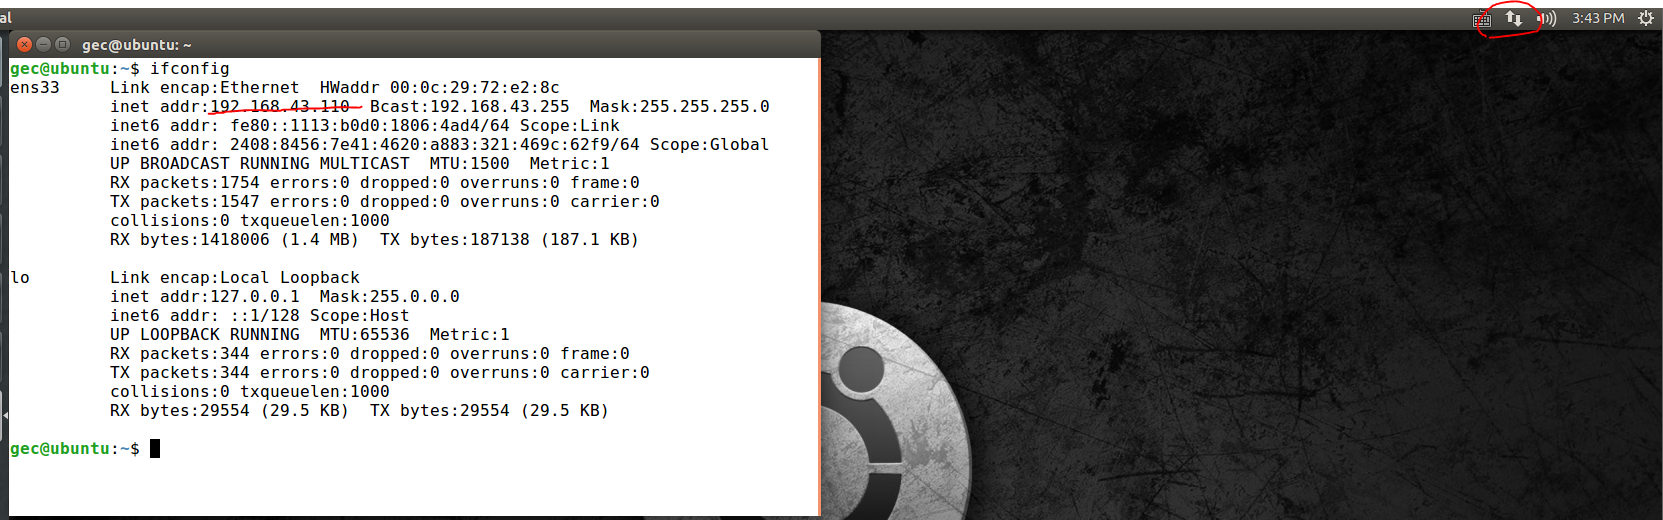 al
3:43 PM
gec@ubuntu: ~
gec@ubuntu:~$ ifconfig
ens33     Link encap:Ethernet  HWaddr 00:0c:29:72:e2:8c
          inet addr:192.168.43.110  Bcast:192.168.43.255  Mask:255.255.255.0
          inet6 addr: fe80::1113:b0d0:1806:4ad4/64 Scope:Link
          inet6 addr: 2408:8456:7e41:4620:a883:321:469c:62f9/64 Scope:Global
          UP BROADCAST RUNNING MULTICAST  MTU:1500  Metric:1
          RX packets:1754 errors:0 dropped:0 overruns:0 frame:0
          TX packets:1547 errors:0 dropped:0 overruns:0 carrier:0
          collisions:0 txqueuelen:1000
          RX bytes:1418006 (1.4 MB)  TX bytes:187138 (187.1 KB)

lo        Link encap:Local Loopback
          inet addr:127.0.0.1  Mask:255.0.0.0
          inet6 addr: ::1/128 Scope:Host
          UP LOOPBACK RUNNING  MTU:65536  Metric:1
          RX packets:344 errors:0 dropped:0 overruns:0 frame:0
          TX packets:344 errors:0 dropped:0 overruns:0 carrier:0
          collisions:0 txqueuelen:1000
          RX bytes:29554 (29.5 KB)  TX bytes:29554 (29.5 KB)

gec@ubuntu:~$